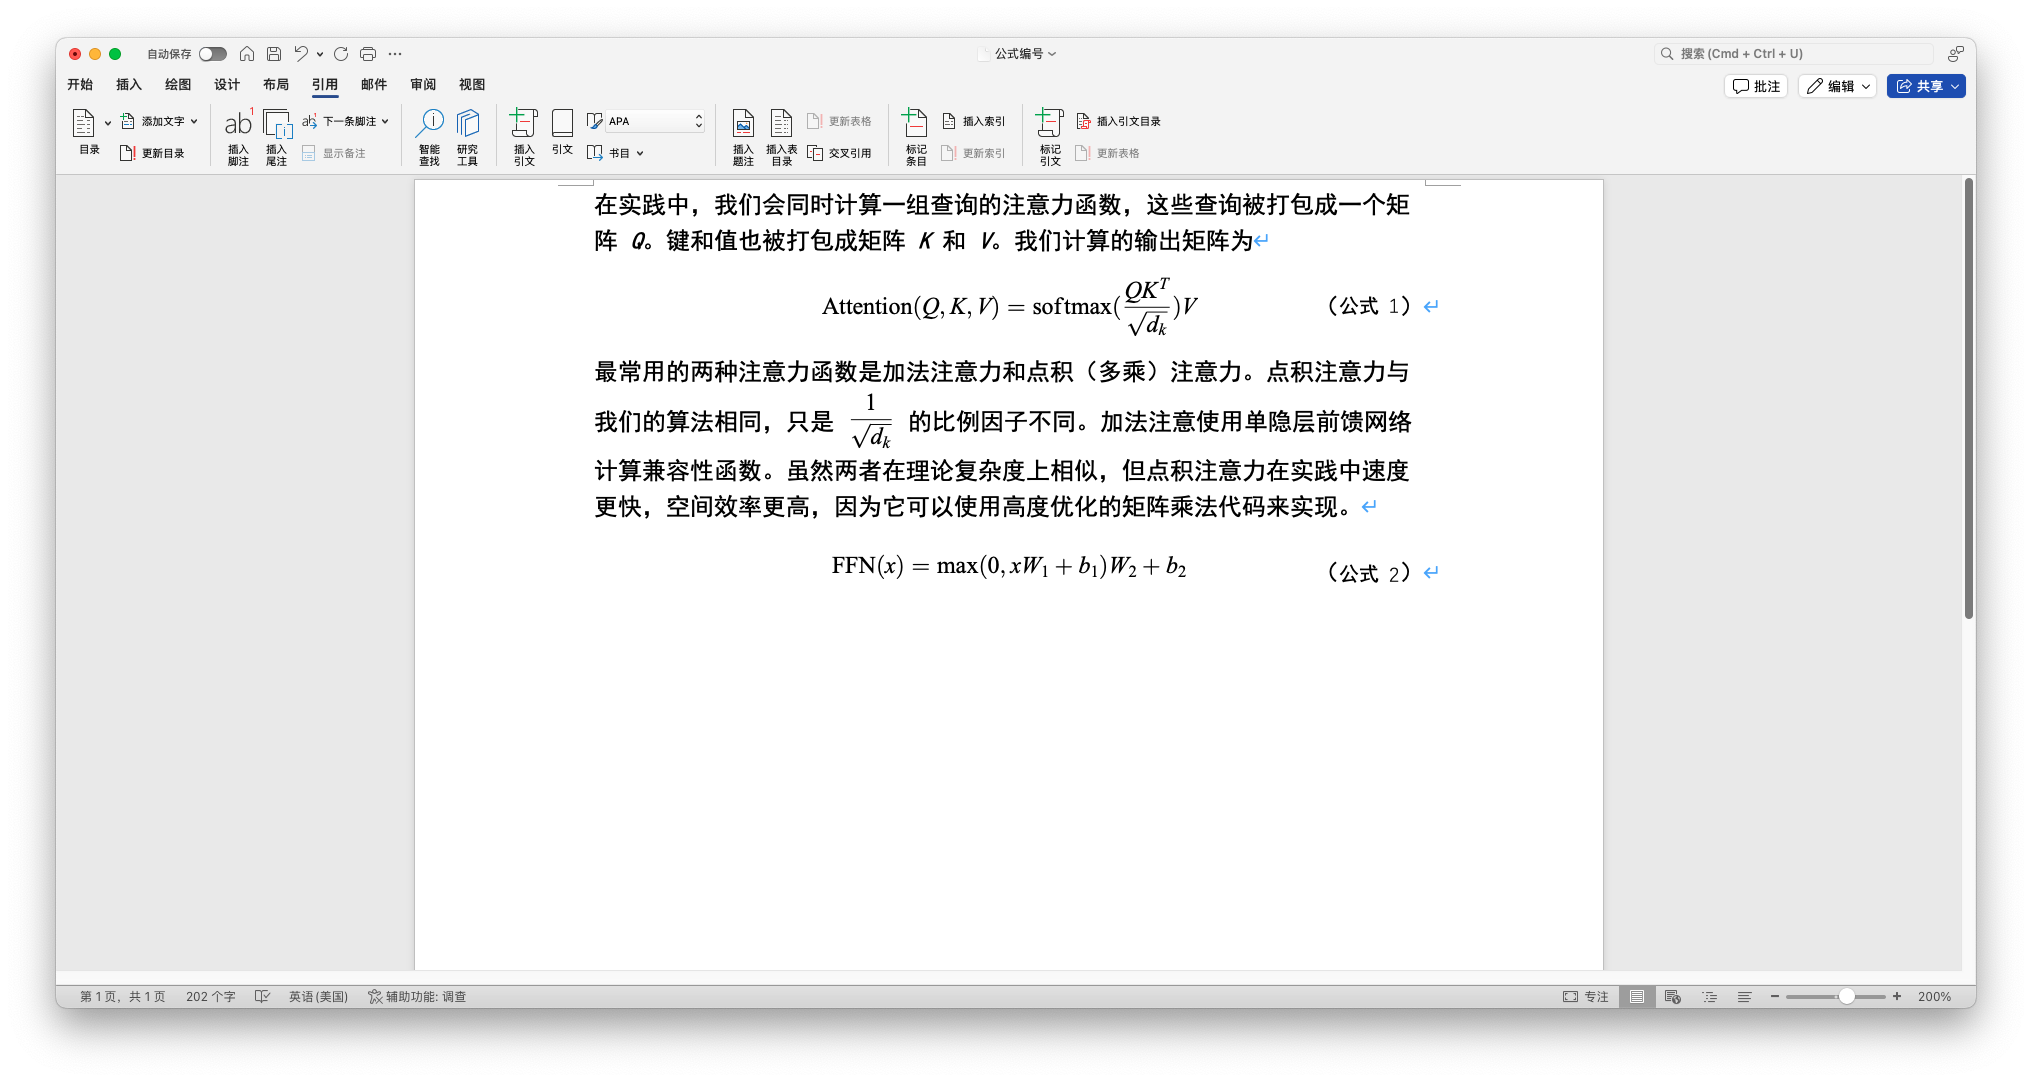 自动保存
公式编号
搜索 (Cmd + Ctrl + U)
开始 插入 绘图 设计 布局 引用 邮件 审阅 视图
批注 编辑 共享
目录
添加文字
更新目录
ab 1
插入脚注
插入尾注
下一条脚注
显示备注
智能查找
研究工具
插入引文
引文
APA
书目
插入题注
插入表目录
更新表格
交叉引用
标记条目
插入索引
更新索引
标记引文
插入引文目录
更新表格
在实践中，我们会同时计算一组查询的注意力函数，这些查询被打包成一个矩
阵 Q。键和值也被打包成矩阵 K 和 V。我们计算的输出矩阵为
Attention(Q, K, V) = softmax(QK^T/√d_k)V （公式 1）
最常用的两种注意力函数是加法注意力和点积（多乘）注意力。点积注意力与
我们的算法相同，只是 1/√d_k 的比例因子不同。加法注意使用单隐层前馈网络
计算兼容性函数。虽然两者在理论复杂度上相似，但点积注意力在实践中速度
更快，空间效率更高，因为它可以使用高度优化的矩阵乘法代码来实现。
FFN(x) = max(0, xW₁ + b₁)W₂ + b₂ （公式 2）
第 1 页，共 1 页 202 个字 英语 (美国) 辅助功能: 调查 专注 200%